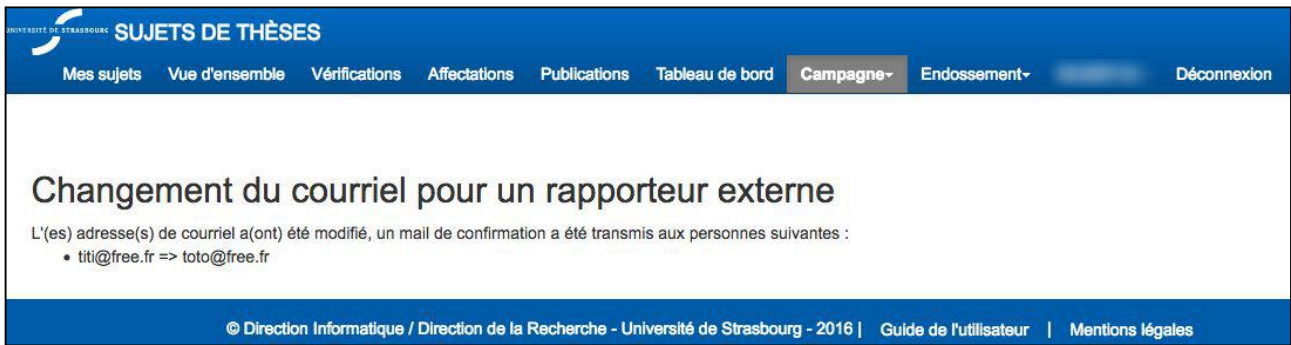 UNIVERSITÉ DE STRASBOURG SUJETS DE THÈSES
Mes sujets Vue d'ensemble Vérifications Affectations Publications Tableau de bord Campagne Endossement Déconnexion
Changement du courriel pour un rapporteur externe
L'(es) adresse(s) de courriel a(ont) été modifié, un mail de confirmation a été transmis aux personnes suivantes :
• titi@free.fr => toto@free.fr
© Direction Informatique / Direction de la Recherche - Université de Strasbourg - 2016 | Guide de l'utilisateur | Mentions légales